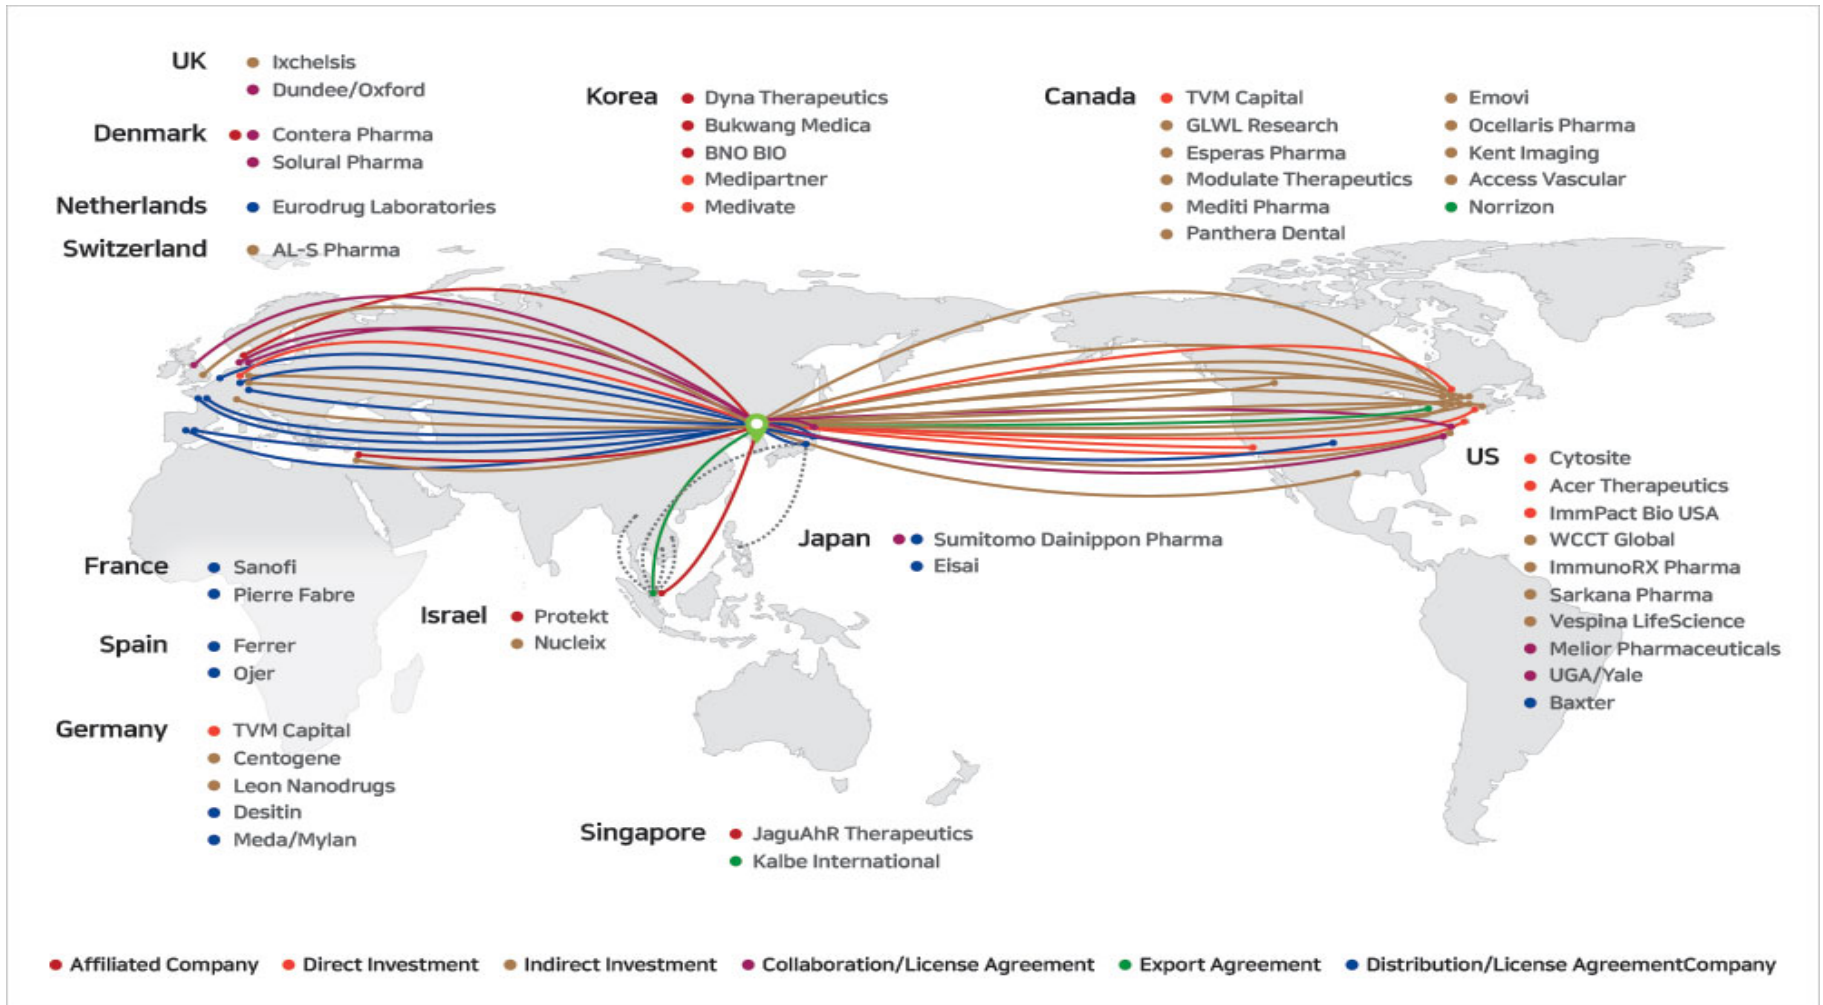 UK
Ixchelsis
Dundee/Oxford
Denmark
Contera Pharma
Solural Pharma
Netherlands
Eurodrug Laboratories
Switzerland
AL-S Pharma
Korea
Dyna Therapeutics
Bukwang Medica
BNO BIO
Medipartner
Medivate
Canada
TVM Capital
GLWL Research
Esperas Pharma
Modulate Therapeutics
Mediti Pharma
Panthera Dental
Emovi
Ocellaris Pharma
Kent Imaging
Access Vascular
Norrizon
US
Cytosite
Acer Therapeutics
ImmPact Bio USA
WCCT Global
ImmunoRX Pharma
Sarkana Pharma
Vespina LifeScience
Melior Pharmaceuticals
UGA/Yale
Baxter
Japan
Sumitomo Dainippon Pharma
Eisai
France
Sanofi
Pierre Fabre
Israel
Protekt
Nucleix
Spain
Ferrer
Ojer
Germany
TVM Capital
Centogene
Leon Nanodrugs
Desitin
Meda/Mylan
Singapore
JaguAhR Therapeutics
Kalbe International
Affiliated Company
Direct Investment
Indirect Investment
Collaboration/License Agreement
Export Agreement
Distribution/License AgreementCompany